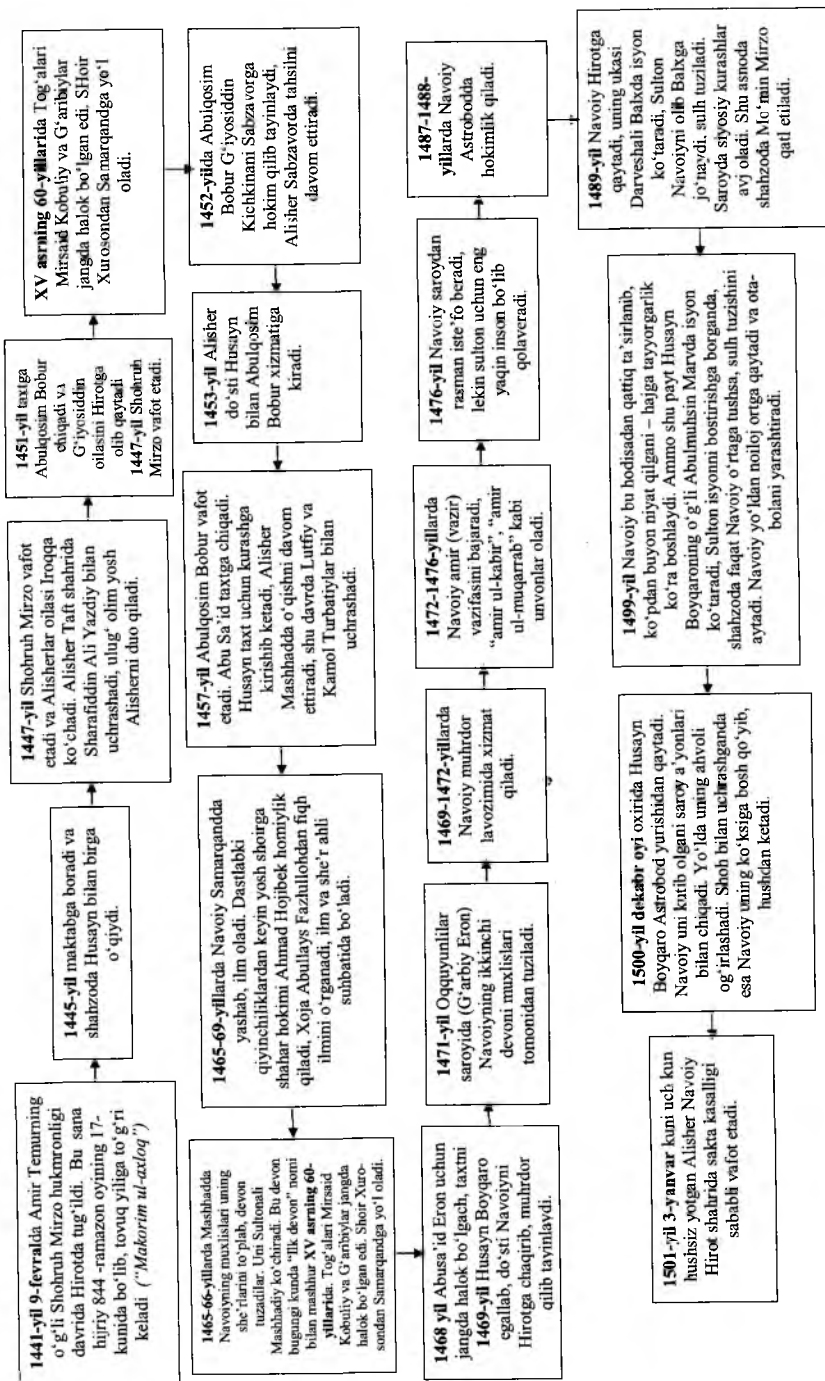 1441-yil 9-fevralda Amir Temurning
o‘g‘li Shohruh Mirzo hukmronligi
davrida Hirotda tug‘ildi. Bu sana
hijriy 844 -ramazon oyining 17-
kunida bo‘lib, tovuq yiliga to‘g‘ri
keladi (“Makorim ul-axloq”)
1445-yil maktabga boradi va
shahzoda Husayn bilan birga
o‘qiydi.
1447-yil Shohruh Mirzo vafot
etadi va Alisherlar oilasi Iroqqa
ko‘chadi. Alisher Taft shahrida
Sharafiddin Ali Yazdiy bilan
uchrashadi, ulug‘ olim yosh
Alisherni duo qiladi.
1451-yil taxtga
Abulqosim Bobur
chiqadi va
G‘iyosiddin
oilasini Hirotga
olib qaytadi
1447-yil Shohruh
Mirzo vafot etadi.
XV asrning 60-yillarida Tog‘alari
Mirsaid Kobuliy va G‘aribiylar
jangda halok bo‘lgan edi. SHoir
Xurosondan Samarqandga yo‘l
oladi.
1452-yilda Abulqosim
Bobur G‘iyosiddin
Kichkinani Sabzavorga
hokim qilib tayinlaydi,
Alisher Sabzavorda tahsilni
davom ettiradi.
1453-yil Alisher
do‘sti Husayn
bilan Abulqosim
Bobur xizmatiga
kiradi.
1457-yil Abulqosim Bobur vafot
etadi. Abu Sa’id taxtga chiqadi.
Husayn taxt uchun kurashga
kirishib ketadi, Alisher
Mashhadda o‘qishni davom
ettiradi, shu davrda Lutfiy va
Kamol Turbatiylar bilan
uchrashadi.
1465-69-yillarda Navoiy Samarqandda
yashab, ilm oladi. Dastlabki
qiyinchiliklardan keyin yosh shoirga
shahar hokimi Ahmad Hojibek homiylik
qiladi, Xoja Abullays Fazlullohdan fiqh
ilmini o‘rganadi, ilm va she’r ahli
suhbatida bo‘ladi.
1465-66-yillarda Mashhadda
Navoiyning muxlislari uning
she’rlarini to‘plab, devon
tuzadilar. Uni Sultonali
Mashhadiy ko‘chiradi. Bu devon
bugungi kunda “Ilk devon” nomi
bilan mashhur XV asrning 60-
yillarida. Tog‘alari Mirsaid
Kobuliy va G‘aribiylar jangda
halok bo‘lgan edi. Shoir Xuro-
sondan Samarqandga yo‘l oladi.
1468 yil Abusa’id Eron uchun
jangda halok bo‘lgach, taxtni
1469-yil Husayn Boyqaro
egallab, do‘sti Navoiyni
Hirotga chaqirib, muhrdor
qilib tayinlaydi.
1471-yil Oqquyunlilar
saroyida (G‘arbiy Eron)
Navoiyning ikkinchi
devoni muxlislari
tomonidan tuziladi.
1469-1472-yillarda
Navoiy muhrdor
lavozimida xizmat
qiladi.
1472-1476-yillarda
Navoiy amir (vazir)
vazifasini bajaradi,
“amir ul-kabir”, “amir
ul-muqarrab” kabi
unvonlar oladi.
1476-yil Navoiy saroydan
rasman iste’fo beradi,
lekin sulton uchun eng
yaqin inson bo‘lib
qolaveradi.
1487-1488-
yillarda Navoiy
Astrobodda
hokimlik qiladi.
1489-yil Navoiy Hirotga
qaytadi, uning ukasi
Darveshali Balxda isyon
ko‘taradi, Sulton
Navoiyni olib Balxga
jo‘naydi, sulh tuziladi.
Saroyda siyosiy kurashlar
avj oladi. Shu asnoda
shahzoda Mo‘min Mirzo
qatl etiladi.
1499-yil Navoiy bu hodisadan qattiq ta’sirlanib,
ko‘pdan buyon niyat qilgani – hajga tayyorgarlik
ko‘ra boshlaydi. Ammo shu payt Husayn
Boyqaroning o‘g‘li Abulmuhsin Marvda isyon
ko‘taradi, Sulton isyonni bostirishga borganda,
shahzoda faqat Navoiy o‘rtaga tushsa, sulh tuzishini
aytadi. Navoiy yo‘ldan noiloj ortga qaytadi va ota-
bolani yarashtiradi.
1500-yil dekabr oyi oxirida Husayn
Boyqaro Astrobod yurishidan qaytadi.
Navoiy uni kutib olgani saroy a’yonlari
bilan chiqadi. Yo‘lda uning ahvoli
og‘irlashadi. Shoh bilan uchrashganda
esa Navoiy uning ko‘ksiga bosh qo‘yib,
hushdan ketadi.
1501-yil 3-yanvar kuni uch kun
hushsiz yotgan Alisher Navoiy
Hirot shahrida sakta kasalligi
sababli vafot etadi.